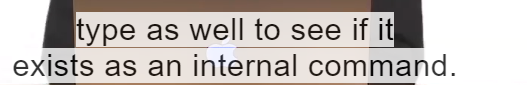 type as well to see if it
exists as an internal command.